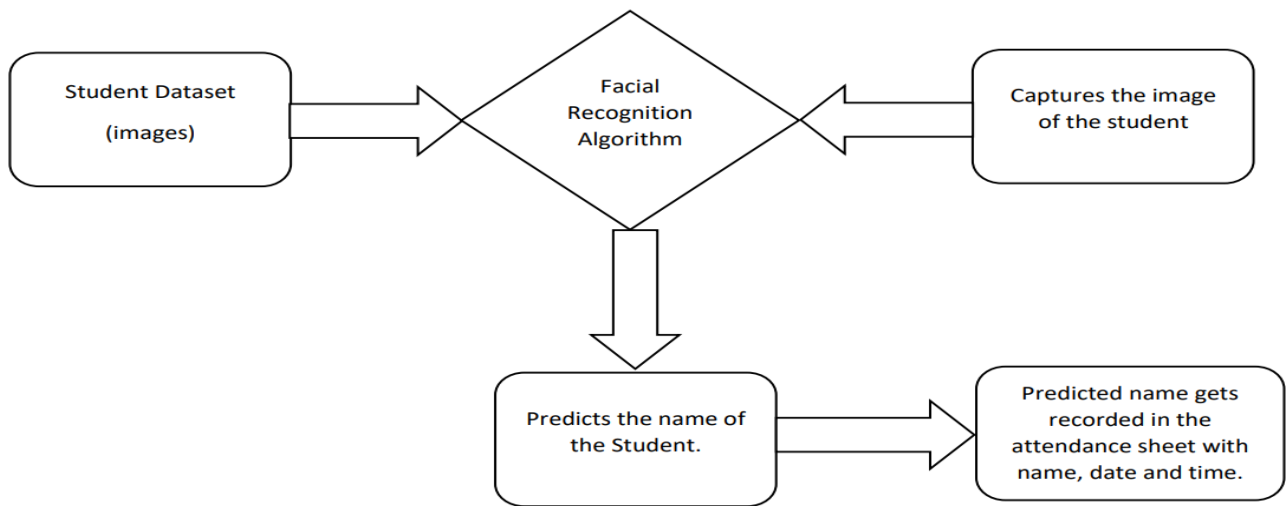 Student Dataset
(images)
Facial
Recognition
Algorithm
Captures the image
of the student
Predicts the name of
the Student.
Predicted name gets
recorded in the
attendance sheet with
name, date and time.